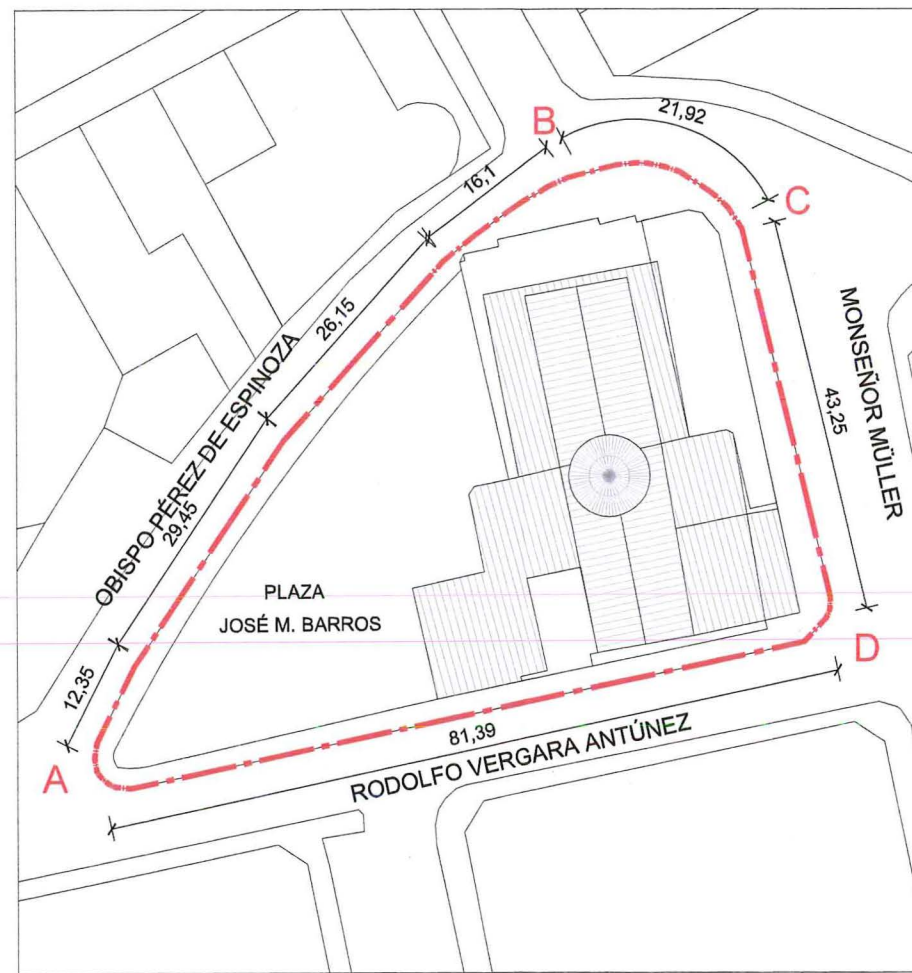 B
21,92
16,1
C
26,15
MONSEÑOR MÜLLER
43,25
OBISPO PÉREZ DE ESPINOZA
29,45
PLAZA
JOSÉ M. BARROS
D
12,35
81,39
RODOLFO VERGARA ANTÚNEZ
A